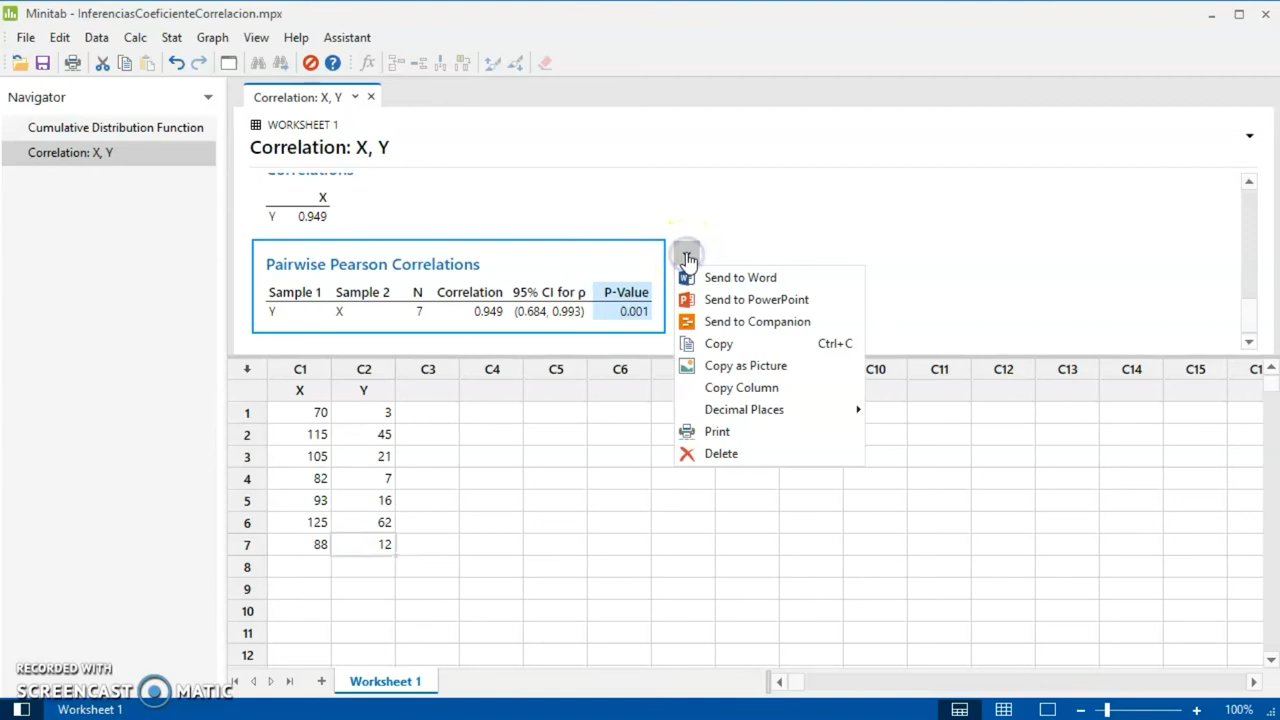 Minitab - InferenciasCoeficienteCorrelacion.mpx
File Edit Data Calc Stat Graph View Help Assistant
Navigator
Cumulative Distribution Function
Correlation: X, Y
Correlation: X, Y
WORKSHEET 1
Correlation: X, Y
Correlations
X
Y 0.949
Pairwise Pearson Correlations
Sample 1 Sample 2 N Correlation 95% CI for ρ P-Value
Y X 7 0.949 (0.684, 0.993) 0.001
Send to Word
Send to PowerPoint
Send to Companion
Copy Ctrl+C
Copy as Picture
Copy Column
Decimal Places
Print
Delete
C1 C2 C3 C4 C5 C6 C10 C11 C12 C13 C14 C15
X Y
1 70 3
2 115 45
3 105 21
4 82 7
5 93 16
6 125 62
7 88 12
8
9
10
11
12
RECORDED WITH
SCREENCAST MATIC
Worksheet 1
Worksheet 1
100%